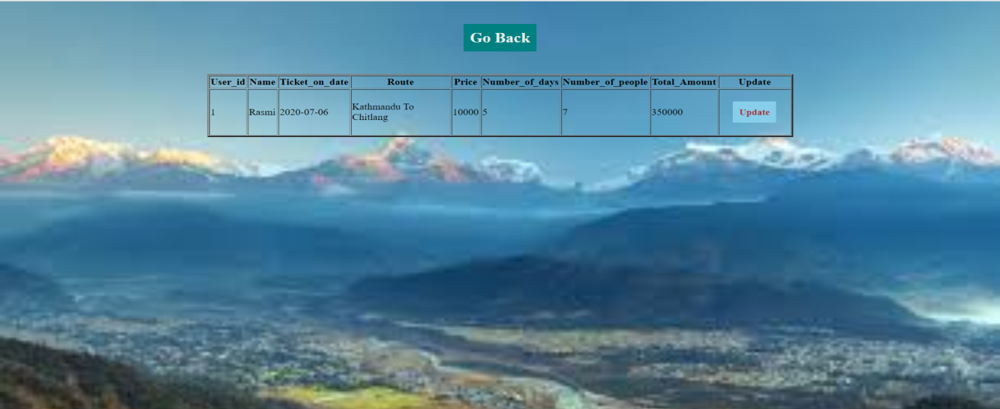 Go Back
User_id Name Ticket_on_date Route Price Number_of_days Number_of_people Total_Amount Update
1 Rasmi 2020-07-06 Kathmandu To Chitlang 10000 5 7 350000 Update